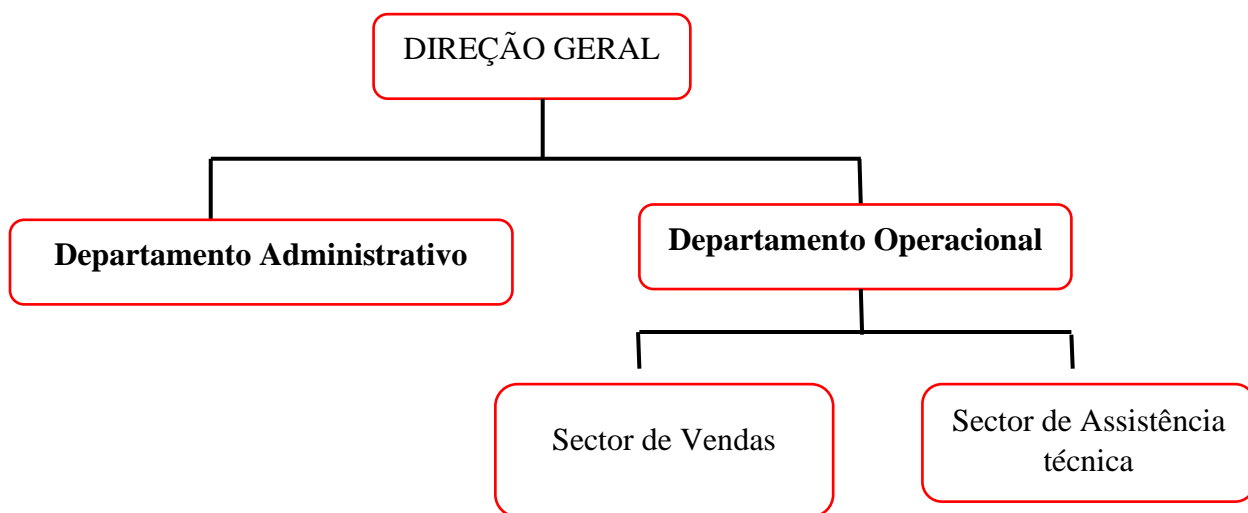 DIREÇÃO GERAL
Departamento Administrativo
Departamento Operacional
Sector de Vendas
Sector de Assistência
técnica